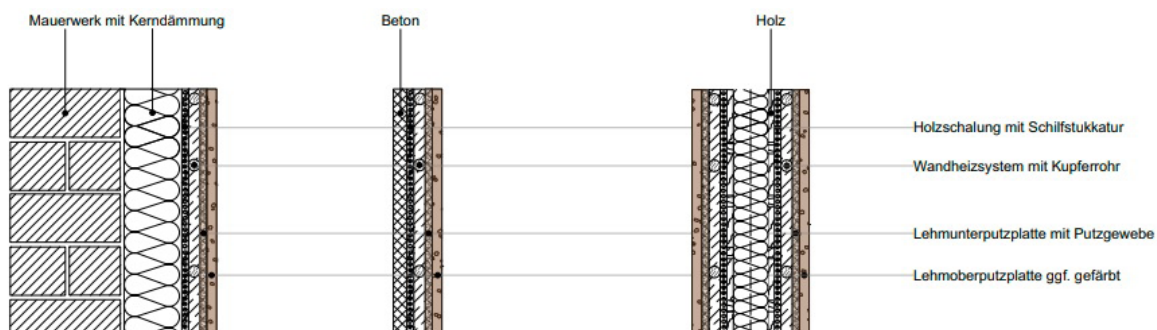 Mauerwerk mit Kerndämmung
Beton
Holz
Holzschalung mit Schilfstukkatur
Wandheizsystem mit Kupferrohr
Lehmunterputzplatte mit Putzgewebe
Lehmoberputzplatte ggf. gefärbt